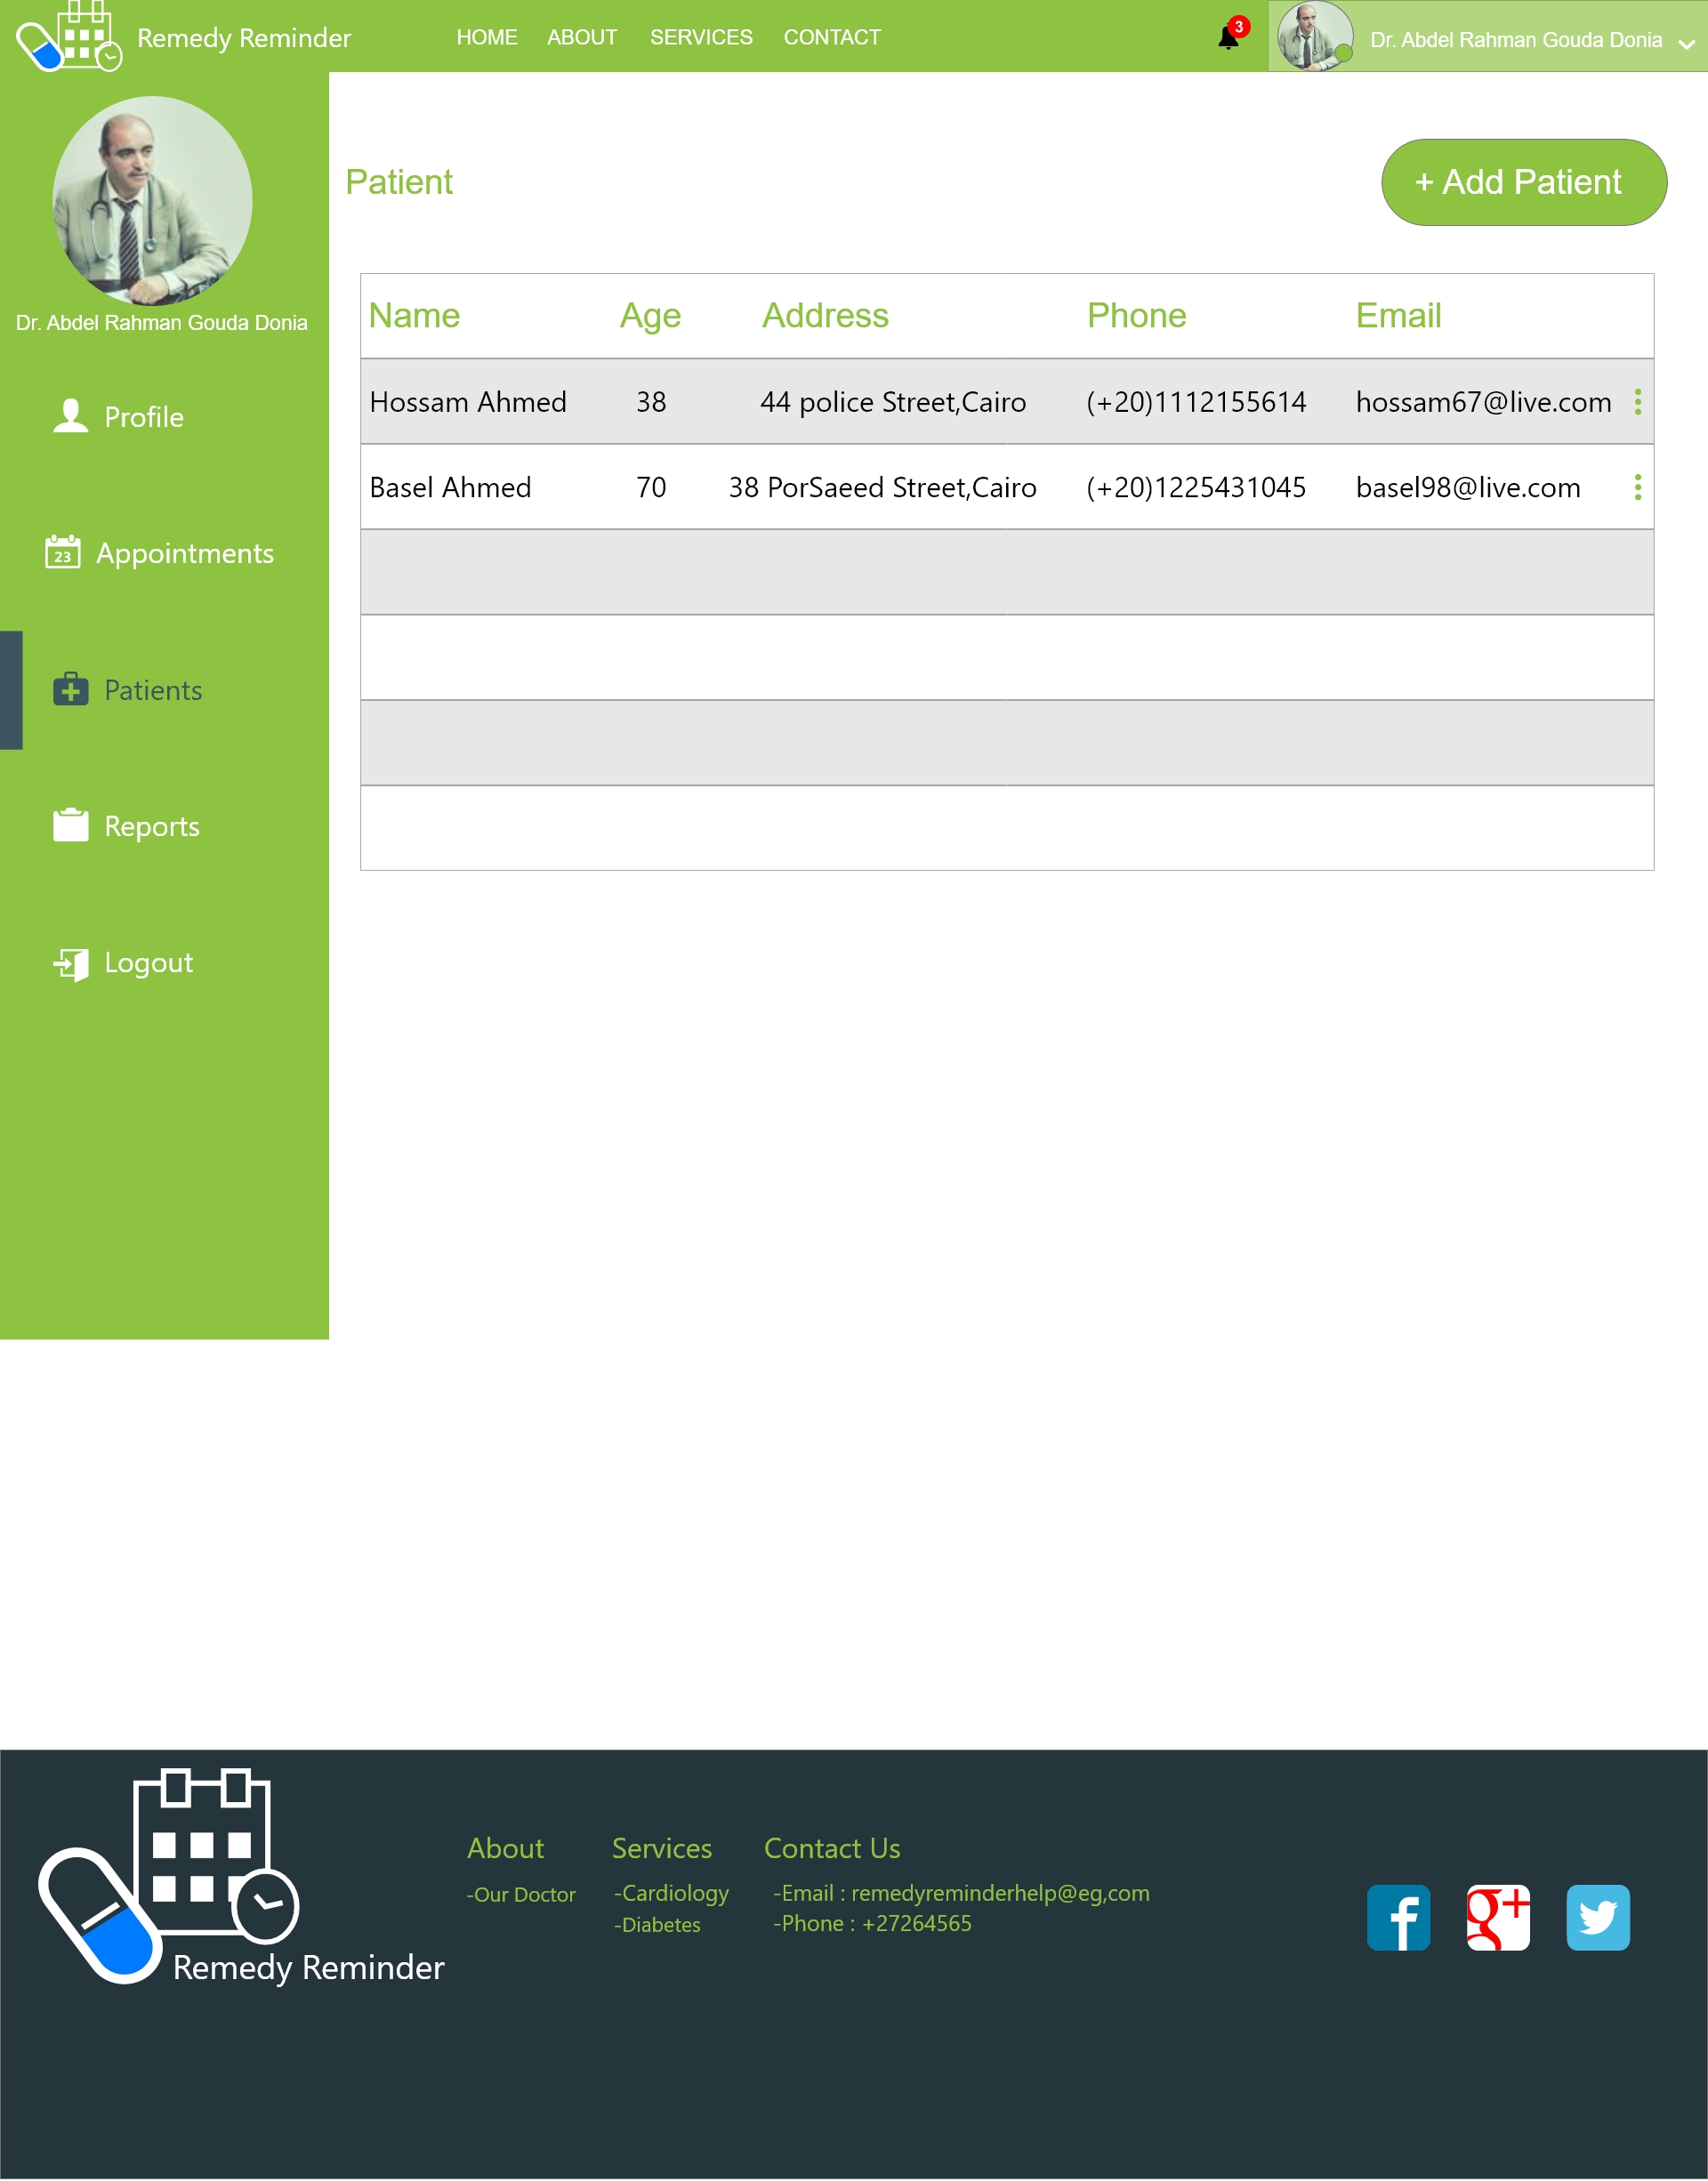 Remedy Reminder
HOME ABOUT SERVICES CONTACT
3
Dr. Abdel Rahman Gouda Donia
Dr. Abdel Rahman Gouda Donia
Profile
23 Appointments
Patients
Reports
Logout
Patient
+ Add Patient
Name Age Address Phone Email
Hossam Ahmed 38 44 police Street,Cairo (+20)1112155614 hossam67@live.com
Basel Ahmed 70 38 PorSaeed Street,Cairo (+20)1225431045 basel98@live.com
Remedy Reminder
About
-Our Doctor
Services
-Cardiology
-Diabetes
Contact Us
-Email : remedyreminderhelp@eg,com
-Phone : +27264565
f
g+